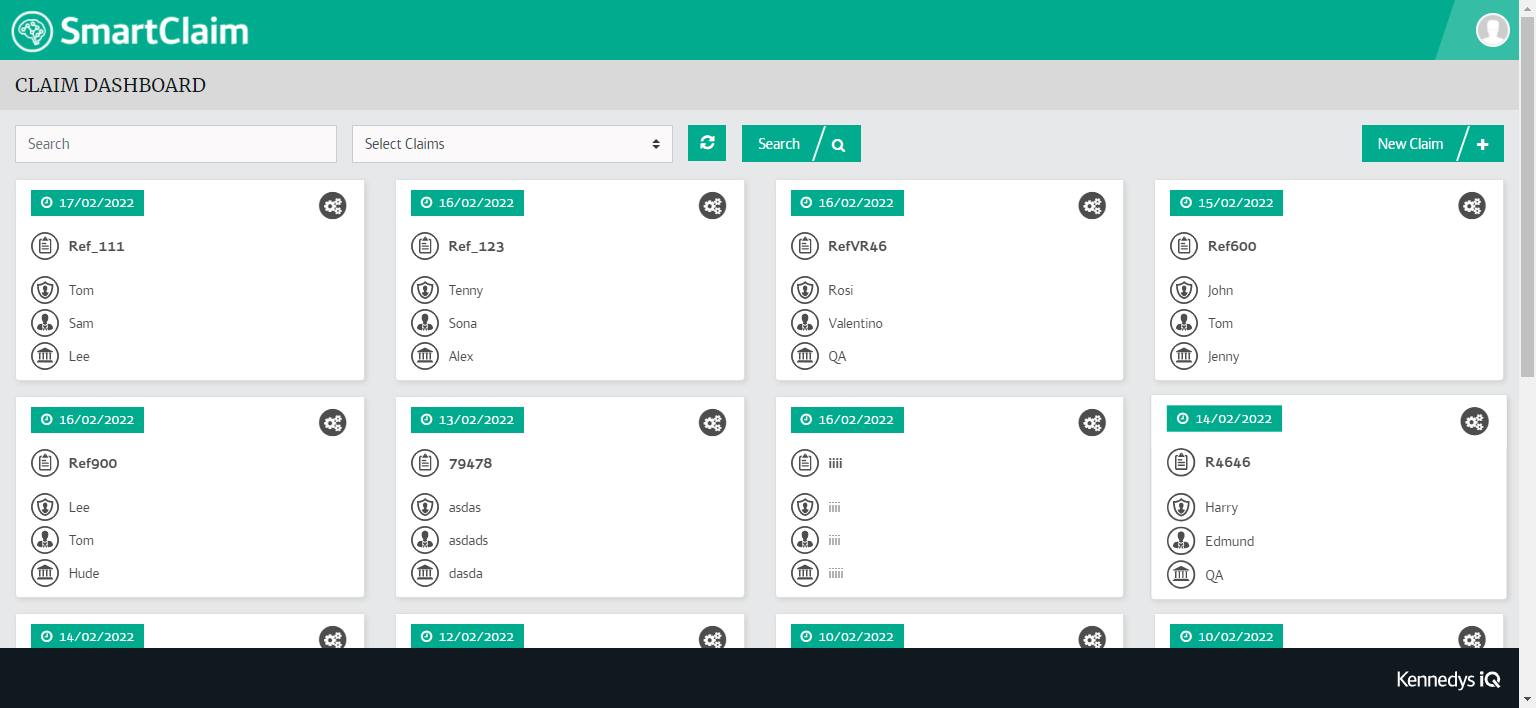 SmartClaim
CLAIM DASHBOARD
Search
Select Claims
Search
New Claim
17/02/2022
Ref_111
Tom
Sam
Lee
16/02/2022
Ref_123
Tenny
Sona
Alex
16/02/2022
RefVR46
Rosi
Valentino
QA
15/02/2022
Ref600
John
Tom
Jenny
16/02/2022
Ref900
Lee
Tom
Hude
13/02/2022
79478
asdas
asdads
dasda
16/02/2022
iiii
iiii
iiii
iiiii
14/02/2022
R4646
Harry
Edmund
QA
14/02/2022
12/02/2022
10/02/2022
10/02/2022
Kennedys iQ